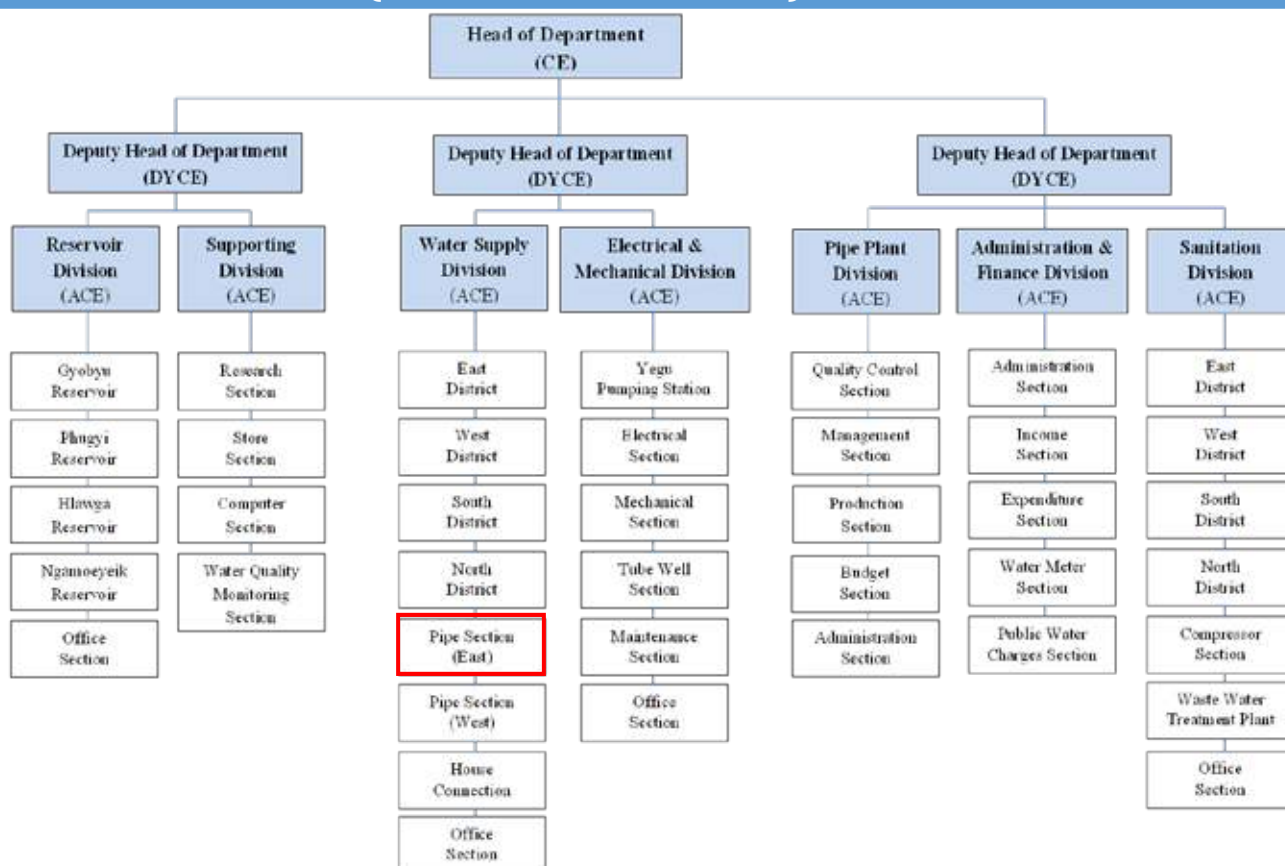 Head of Department
(CE)
Deputy Head of Department
(DYCE)
Deputy Head of Department
(DYCE)
Deputy Head of Department
(DYCE)
Reservoir
Division
(ACE)
Supporting
Division
(ACE)
Water Supply
Division
(ACE)
Electrical &
Mechanical Division
(ACE)
Pipe Plant
Division
(ACE)
Administration &
Finance Division
(ACE)
Sanitation
Division
(ACE)
Gyobyu
Reservoir
Phugyi
Reservoir
Hlawga
Reservoir
Ngamoeyeik
Reservoir
Office
Section
Research
Section
Store
Section
Computer
Section
Water Quality
Monitoring
Section
East
District
West
District
South
District
North
District
Pipe Section
(East)
Pipe Section
(West)
House
Connection
Office
Section
Yegu
Pumping Station
Electrical
Section
Mechanical
Section
Tube Well
Section
Maintenance
Section
Office
Section
Quality Control
Section
Management
Section
Production
Section
Budget
Section
Administration
Section
Administration
Section
Income
Section
Expenditure
Section
Water Meter
Section
Public Water
Charges Section
East
District
West
District
South
District
North
District
Compressor
Section
Waste Water
Treatment Plant
Office
Section